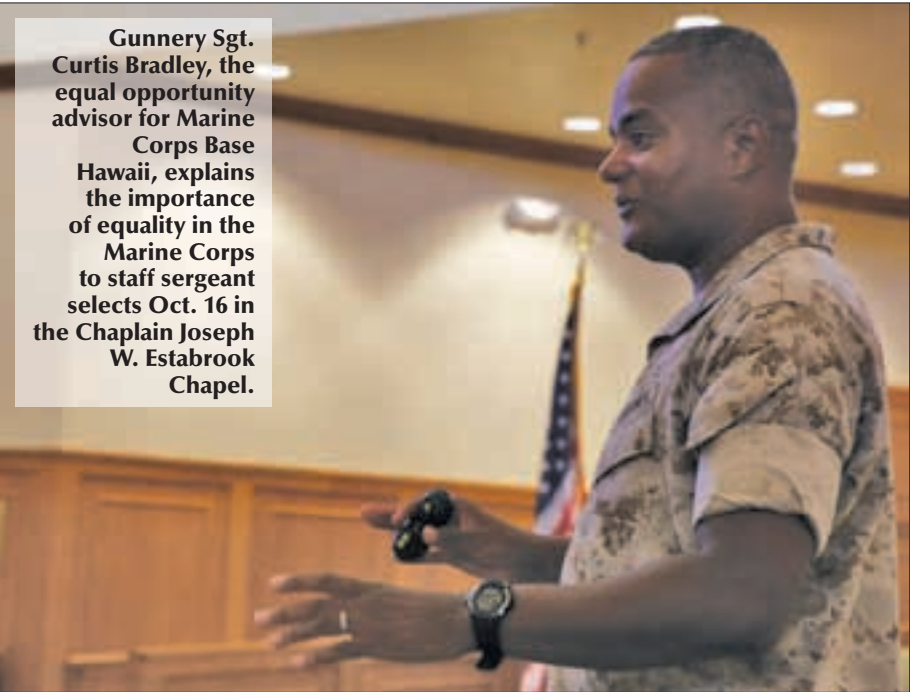 Gunnery Sgt.
Curtis Bradley, the
equal opportunity
advisor for Marine
Corps Base
Hawaii, explains
the importance
of equality in the
Marine Corps
to staff sergeant
selects Oct. 16 in
the Chaplain Joseph
W. Estabrook
Chapel.